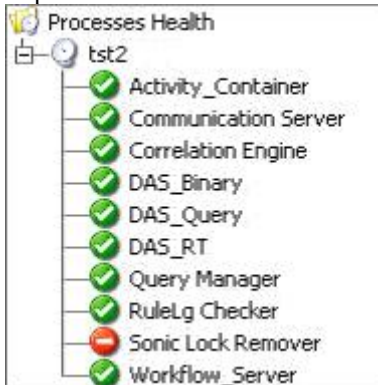 Processes Health
tst2
Activity_Container
Communication Server
Correlation Engine
DAS_Binary
DAS_Query
DAS_RT
Query Manager
RuleLg Checker
Sonic Lock Remover
Workflow_Server